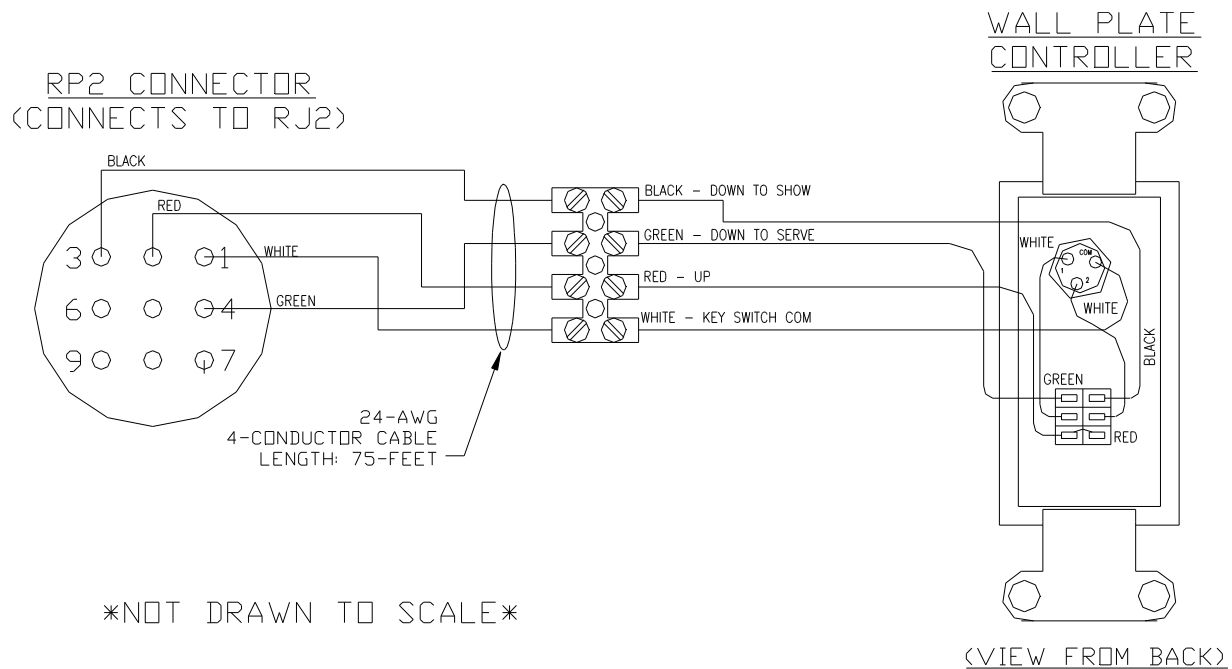 WALL PLATE
CONTROLLER
RP2 CONNECTOR
(CONNECTS TO RJ2)
BLACK
RED
WHITE
GREEN
3
1
6
4
9
7
BLACK - DOWN TO SHOW
GREEN - DOWN TO SERVE
RED - UP
WHITE - KEY SWITCH COM
WHITE
COM
1
2
WHITE
BLACK
GREEN
RED
24-AWG
4-CONDUCTOR CABLE
LENGTH: 75-FEET
*NOT DRAWN TO SCALE*
(VIEW FROM BACK)